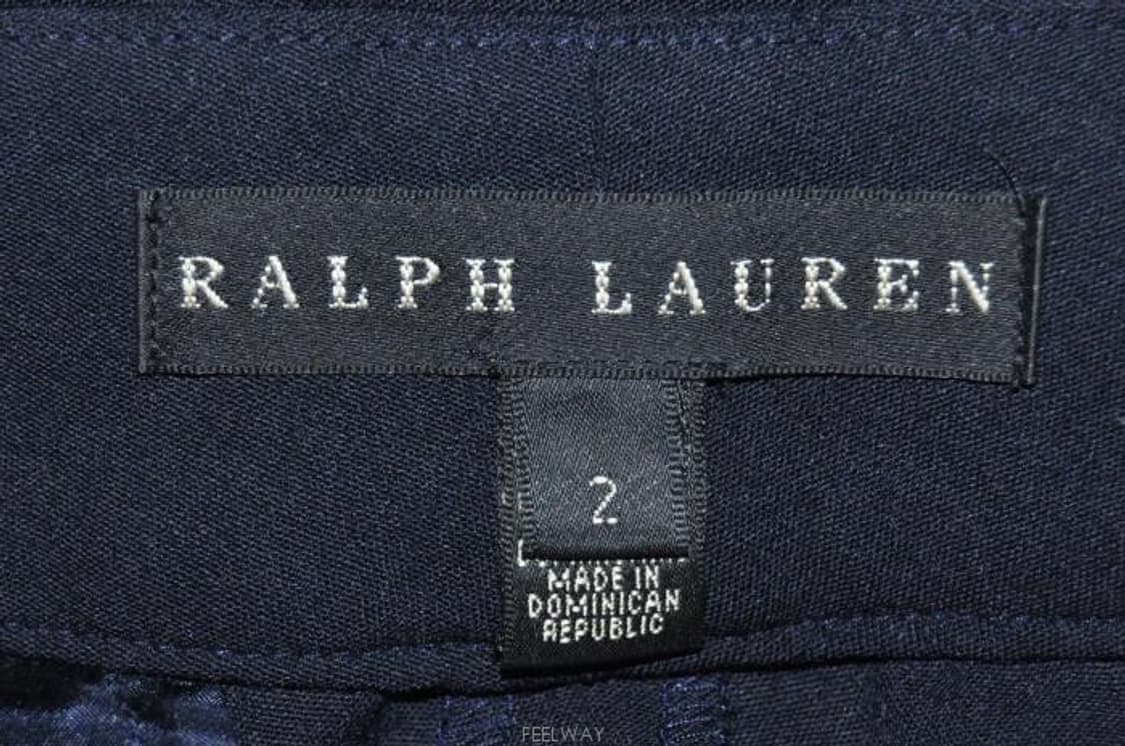 RALPH LAUREN
2
MADE IN
DOMINICAN
REPUBLIC
FEELWAY